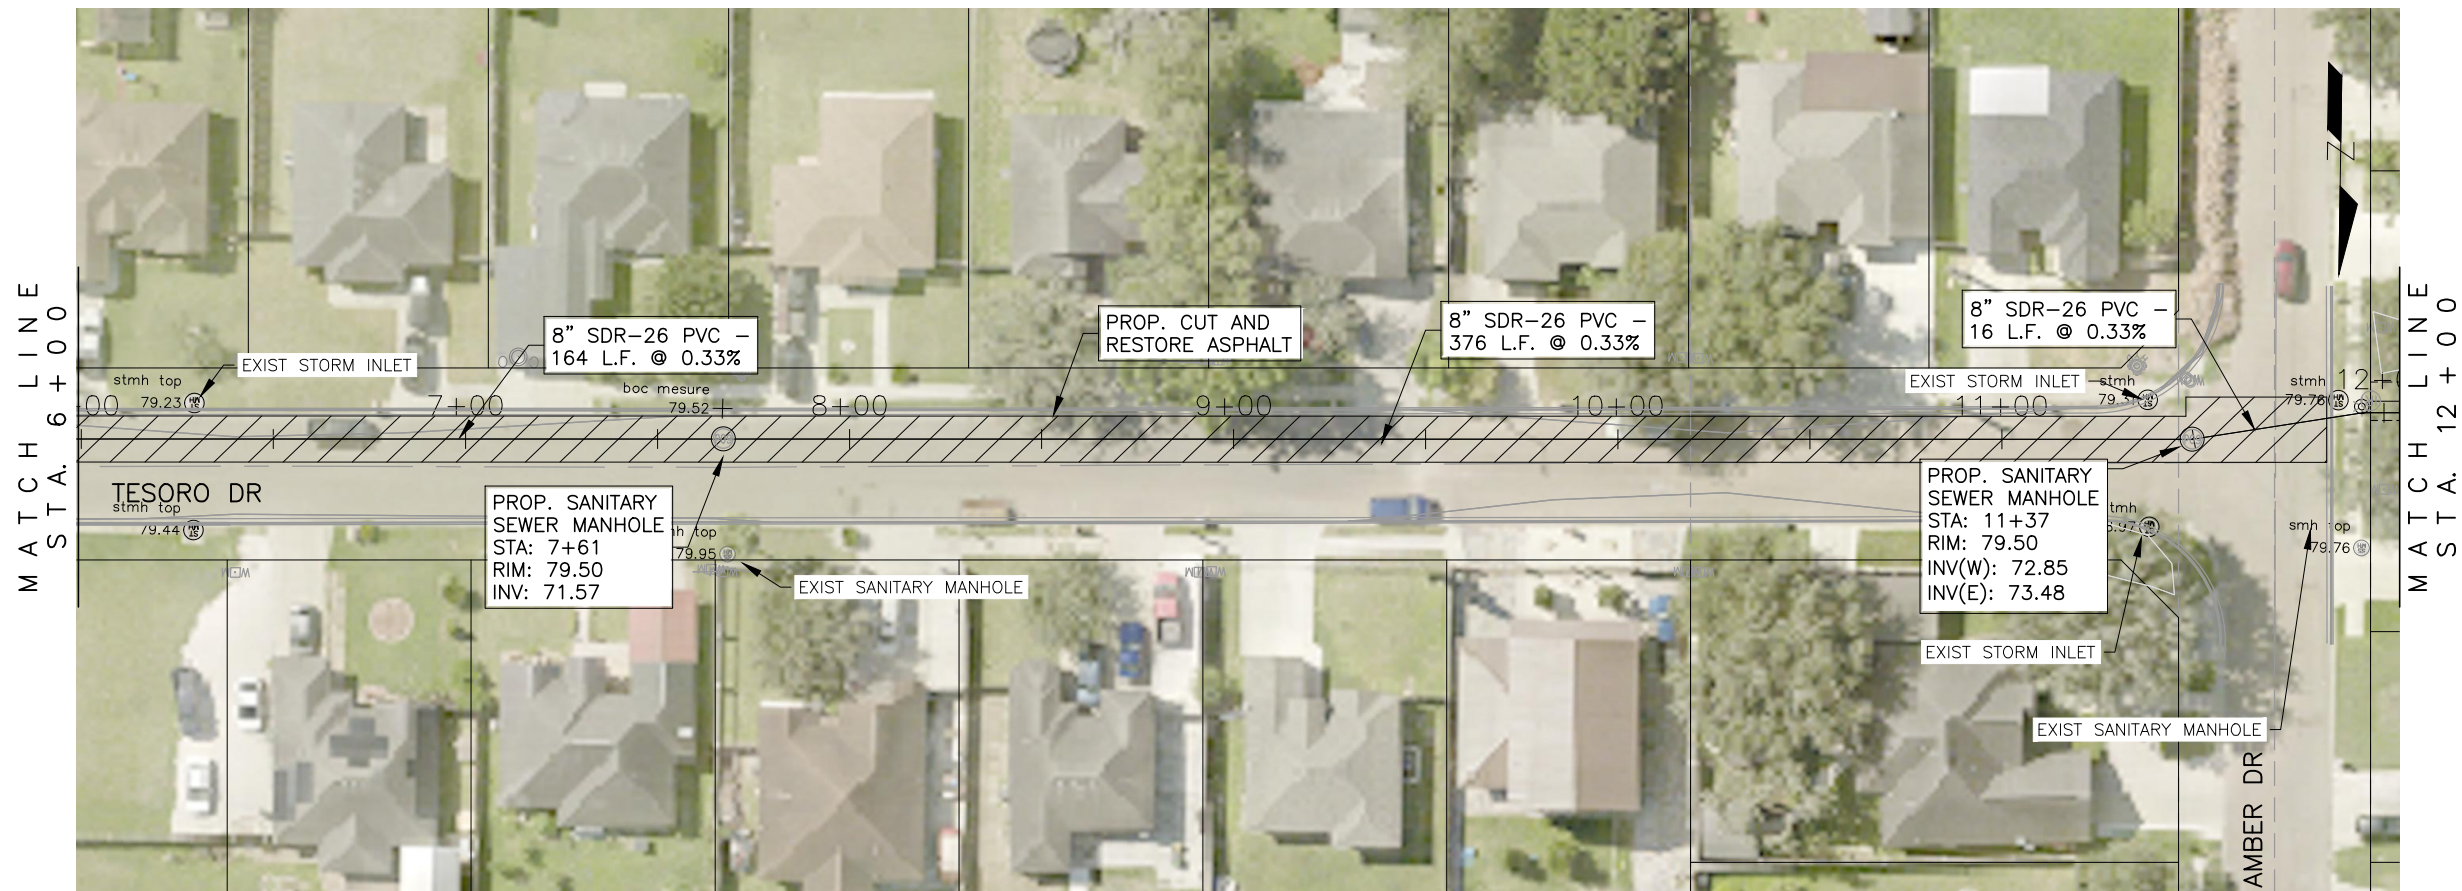 MATCH LINE
STA. 6+00
stmh top
79.23
EXIST STORM INLET
8" SDR-26 PVC –
164 L.F. @ 0.33%
boc mesure
79.52
PROP. CUT AND
RESTORE ASPHALT
8" SDR-26 PVC –
376 L.F. @ 0.33%
8" SDR-26 PVC –
16 L.F. @ 0.33%
EXIST STORM INLET
stmh
stmh
79.76
N
7+00
8+00
9+00
10+00
11+00
TESORO DR
stmh top
79.44
PROP. SANITARY
SEWER MANHOLE
STA: 7+61
RIM: 79.50
INV: 71.57
top
79.95
EXIST SANITARY MANHOLE
PROP. SANITARY
SEWER MANHOLE
STA: 11+37
RIM: 79.50
INV(W): 72.85
INV(E): 73.48
EXIST STORM INLET
smh top
79.76
EXIST SANITARY MANHOLE
AMBER DR
MATCH LINE
STA. 12+00